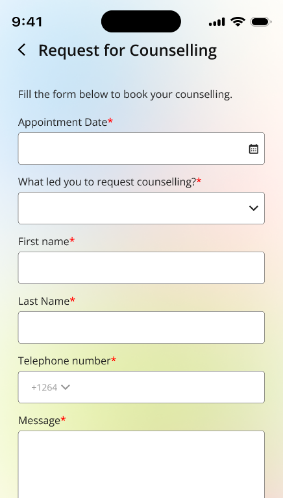 9:41
Request for Counselling
Fill the form below to book your counselling.
Appointment Date*
What led you to request counselling?*
First name*
Last Name*
Telephone number*
+1264
Message*